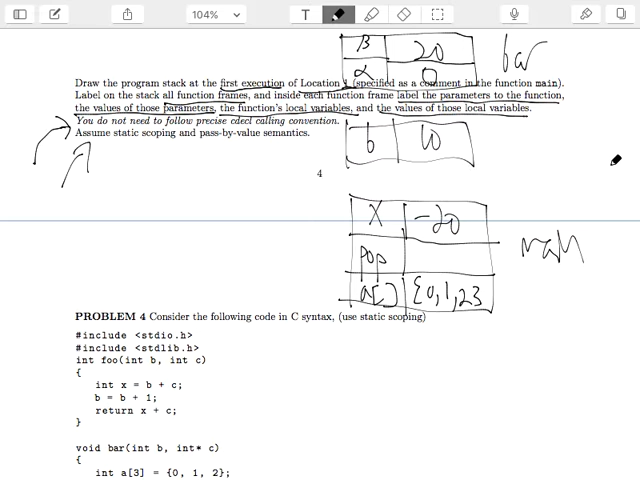 104%
T
β 20 bar
α 0
Draw the program stack at the first execution of Location 1 (specified as a comment in the function main).
Label on the stack all function frames, and inside each function frame label the parameters to the function,
the values of those parameters, the function's local variables, and the values of those local variables.
You do not need to follow precise cdecl calling convention.
Assume static scoping and pass-by-value semantics.
b 10
4
X -20
pop main
a[] {0,1,2}
PROBLEM 4 Consider the following code in C syntax, (use static scoping)
#include <stdio.h>
#include <stdlib.h>
int foo(int b, int c)
{
int x = b + c;
b = b + 1;
return x + c;
}
void bar(int b, int* c)
{
int a[3] = {0, 1, 2};